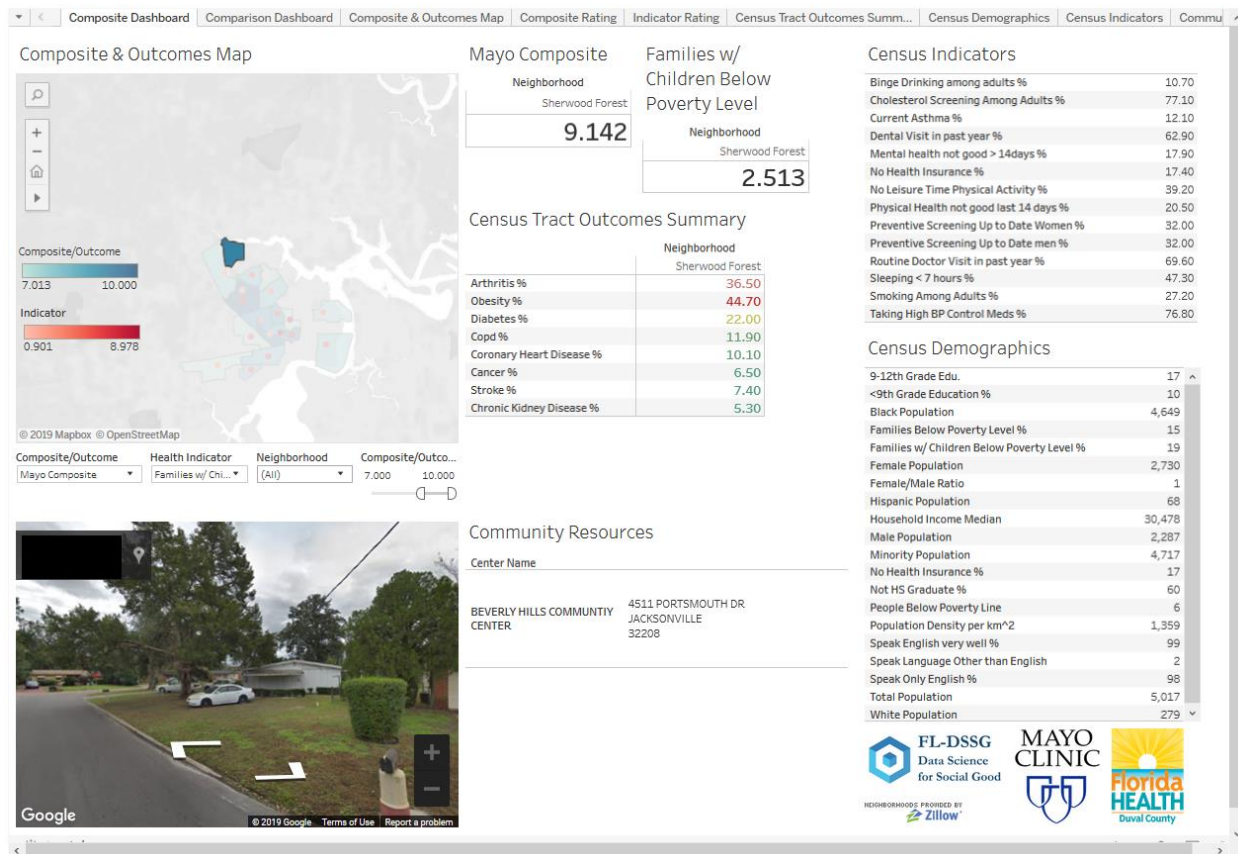 Composite Dashboard
Comparison Dashboard
Composite & Outcomes Map
Composite Rating
Indicator Rating
Census Tract Outcomes Summ...
Census Demographics
Census Indicators
Commu
Composite & Outcomes Map
Composite/Outcome
7.013 10.000
Indicator
0.901 8.978
© 2019 Mapbox © OpenStreetMap
Composite/Outcome
Mayo Composite
Health Indicator
Families w/ Chi...
Neighborhood
(All)
Composite/Outco...
7.000 10.000
Google
© 2019 Google Terms of Use Report a problem
Mayo Composite
Neighborhood
Sherwood Forest
9.142
Families w/
Children Below
Poverty Level
Neighborhood
Sherwood Forest
2.513
Census Tract Outcomes Summary
Neighborhood
Sherwood Forest
Arthritis % 36.50
Obesity % 44.70
Diabetes % 22.00
Copd % 11.90
Coronary Heart Disease % 10.10
Cancer % 6.50
Stroke % 7.40
Chronic Kidney Disease % 5.30
Community Resources
Center Name
BEVERLY HILLS COMMUNTIY
CENTER
4511 PORTSMOUTH DR
JACKSONVILLE
32208
Census Indicators
Binge Drinking among adults % 10.70
Cholesterol Screening Among Adults % 77.10
Current Asthma % 12.10
Dental Visit in past year % 62.90
Mental health not good > 14days % 17.90
No Health Insurance % 17.40
No Leisure Time Physical Activity % 39.20
Physical Health not good last 14 days % 20.50
Preventive Screening Up to Date Women % 32.00
Preventive Screening Up to Date men % 32.00
Routine Doctor Visit in past year % 69.60
Sleeping < 7 hours % 47.30
Smoking Among Adults % 27.20
Taking High BP Control Meds % 76.80
Census Demographics
9-12th Grade Edu. 17
<9th Grade Education % 10
Black Population 4,649
Families Below Poverty Level % 15
Families w/ Children Below Poverty Level % 19
Female Population 2,730
Female/Male Ratio 1
Hispanic Population 68
Household Income Median 30,478
Male Population 2,287
Minority Population 4,717
No Health Insurance % 17
Not HS Graduate % 60
People Below Poverty Line 6
Population Density per km^2 1,359
Speak English very well % 99
Speak Language Other than English 2
Speak Only English % 98
Total Population 5,017
White Population 279
FL-DSSG
Data Science
for Social Good
NEIGHBORHOODS PROVIDED BY
Zillow
MAYO
CLINIC
Florida
HEALTH
Duval County